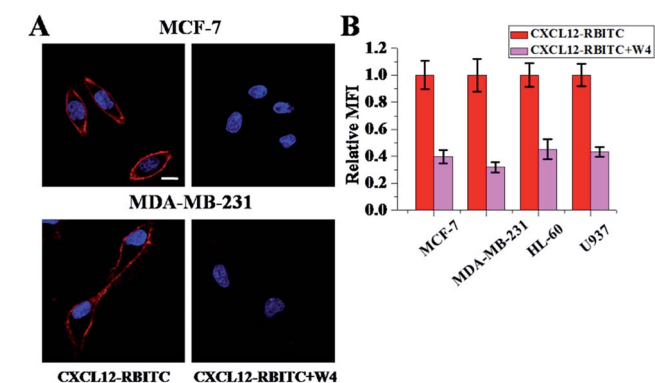 A
MCF-7
MDA-MB-231
CXCL12-RBITC
CXCL12-RBITC+W4
B
CXCL12-RBITC
CXCL12-RBITC+W4
Relative MFI
1.2
1.0
0.8
0.6
0.4
0.2
0.0
MCF-7
MDA-MB-231
HL-60
U937